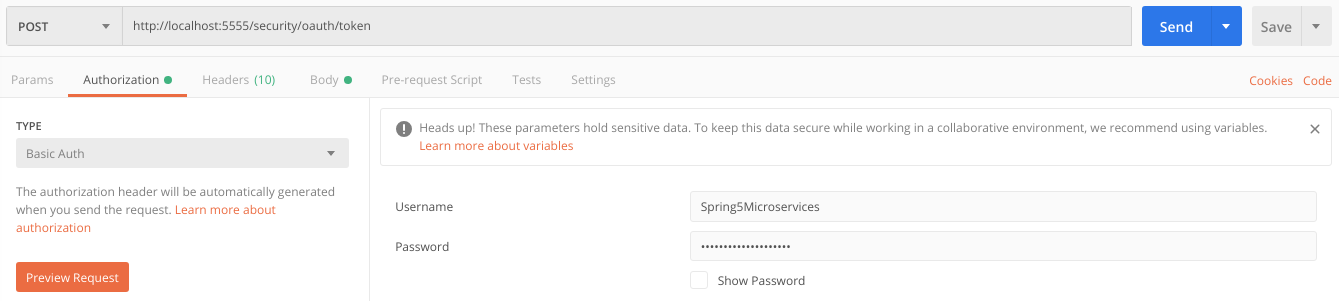 POST http://localhost:5555/security/oauth/token Send Save
Params Authorization Headers (10) Body Pre-request Script Tests Settings Cookies Code
TYPE
Basic Auth
The authorization header will be automatically generated
when you send the request. Learn more about
authorization
Preview Request
Heads up! These parameters hold sensitive data. To keep this data secure while working in a collaborative environment, we recommend using variables.
Learn more about variables
Username Spring5Microservices
Password ••••••••••••••••••••
Show Password